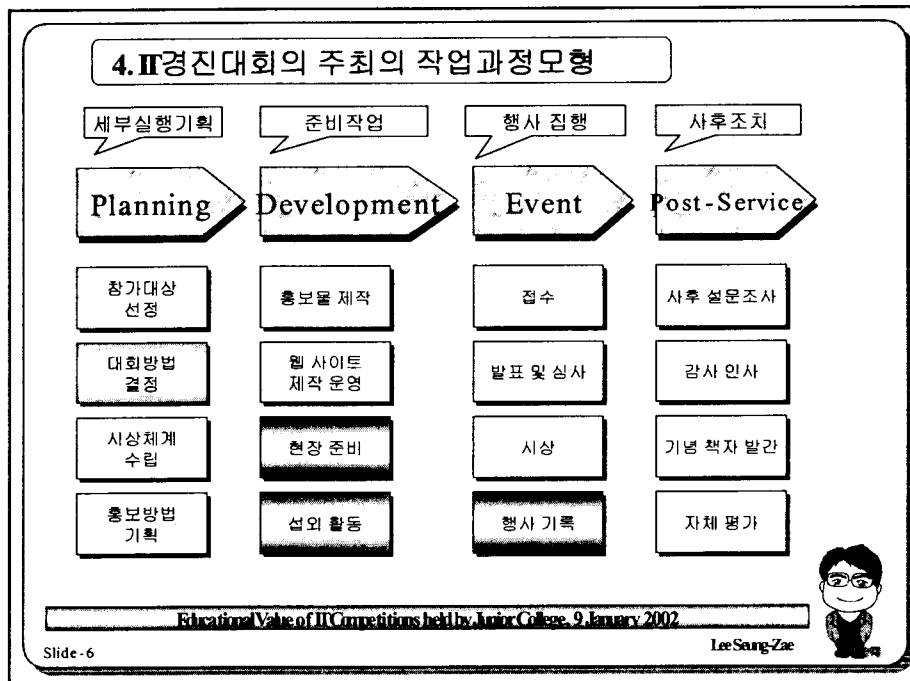 4. IT경진대회의 주최의 작업과정모형
세부실행기획
준비작업
행사 집행
사후조치
Planning
Development
Event
Post-Service
참가대상
선정
홍보물 제작
접수
사후 설문조사
대회방법
결정
웹 사이트
제작 운영
발표 및 심사
감사 인사
시상체계
수립
현장 준비
시상
기념 책자 발간
홍보방법
기획
섭외 활동
행사 기록
자체 평가
Educational Value of IT Competitions held by Junior College, 9 January 2002
Slide-6
Lee Seung-Zae